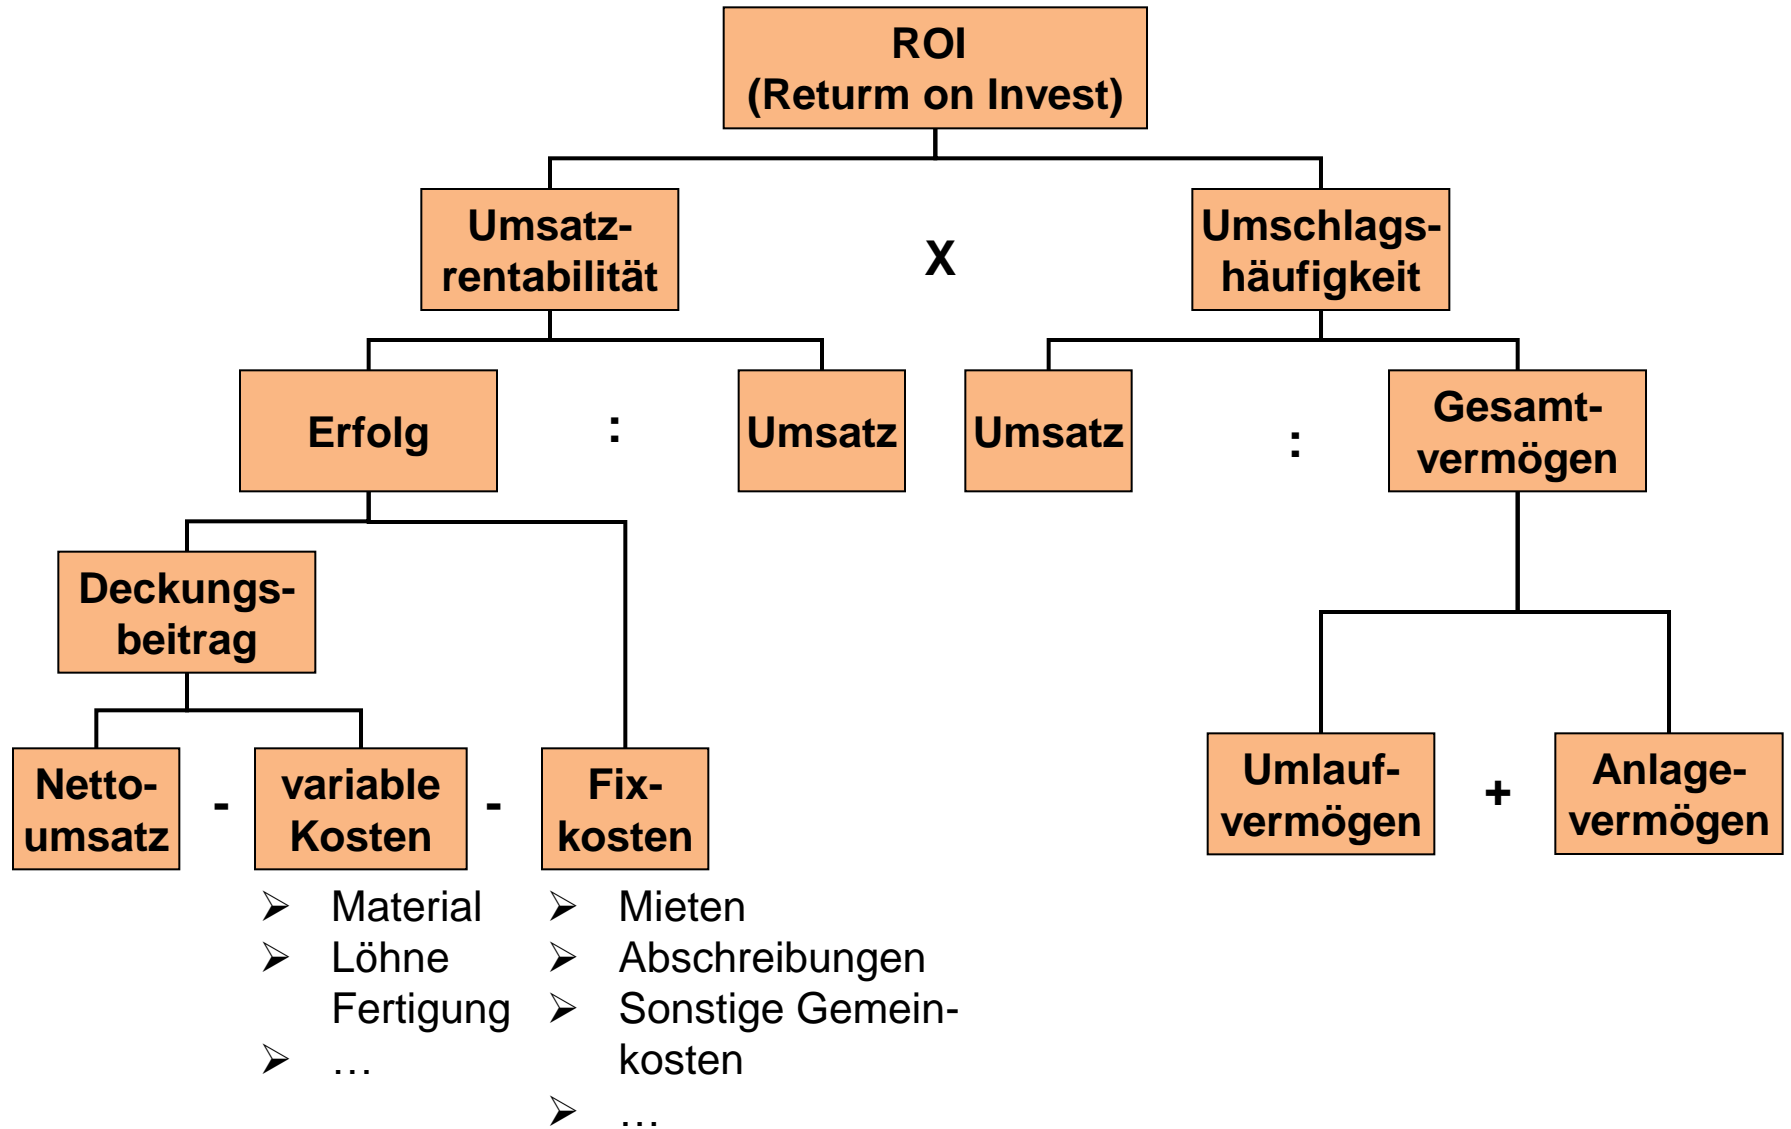 ROI
(Returm on Invest)
Umsatz-
rentabilität
X
Umschlags-
häufigkeit
Erfolg
:
Umsatz
Umsatz
:
Gesamt-
vermögen
Deckungs-
beitrag
Netto-
umsatz
-
variable
Kosten
-
Fix-
kosten
Umlauf-
vermögen
+
Anlage-
vermögen
➢ Material
➢ Löhne
Fertigung
➢ …
➢ Mieten
➢ Abschreibungen
➢ Sonstige Gemein-
kosten
➢ …